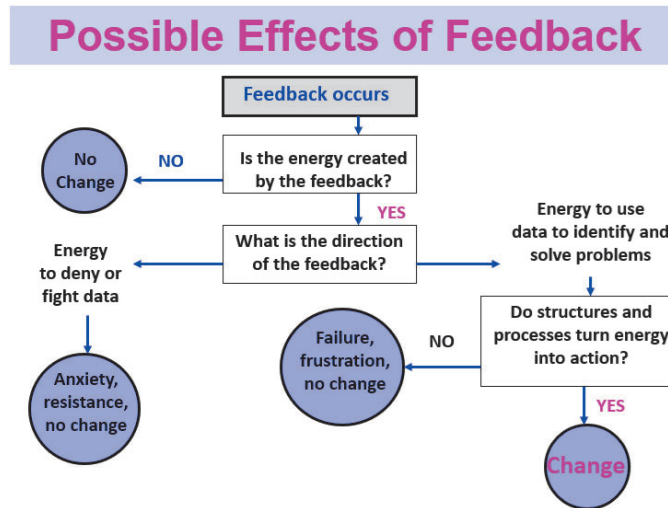 Possible Effects of Feedback
Feedback occurs
Is the energy created
by the feedback?
NO
No
Change
YES
What is the direction
of the feedback?
Energy
to deny or
fight data
Anxiety,
resistance,
no change
Energy to use
data to identify and
solve problems
Do structures and
processes turn energy
into action?
NO
Failure,
frustration,
no change
YES
Change